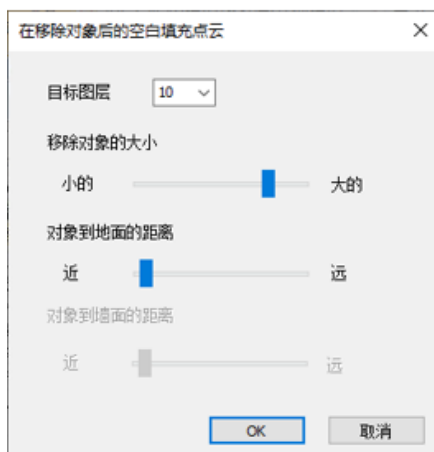 在移除对象后的空白填充点云
目标图层 10
移除对象的大小
小的 大的
对象到地面的距离
近 远
对象到墙面的距离
近 远
OK 取消